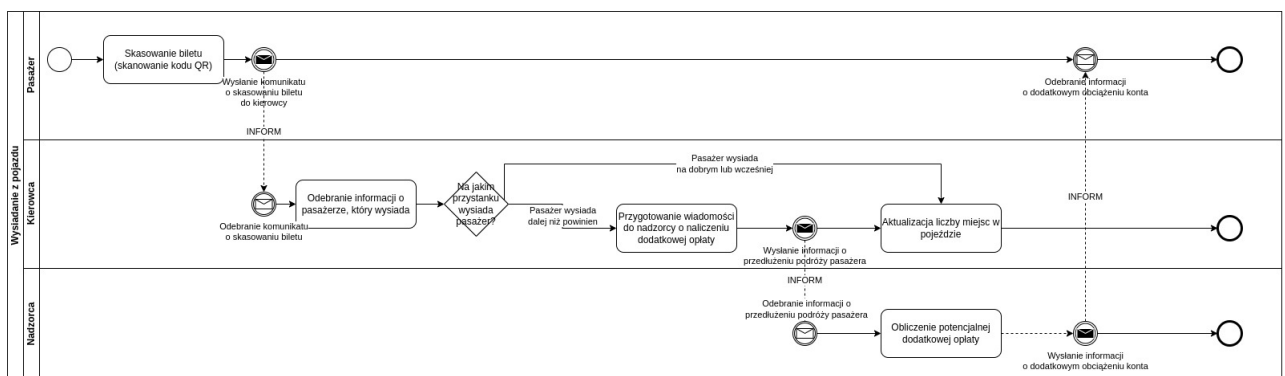 Wysiadanie z pojazdu
Pasażer
Skasowanie biletu
(skanowanie kodu QR)
Wysłanie komunikatu
o skasowaniu biletu
do kierowcy
Odebranie informacji
o dodatkowym obciążeniu konta
INFORM
Kierowca
Odebranie komunikatu
o skasowaniu biletu
Odebranie informacji o
pasażerze, który wysiada
Na jakim
przystanku
wysiada
pasażer?
Pasażer wysiada
na dobrym lub wcześniej
Pasażer wysiada
dalej niż powinien
Przygotowanie wiadomości
do nadzorcy o naliczeniu
dodatkowej opłaty
Wysłanie informacji o
przedłużeniu podróży pasażera
Aktualizacja liczby miejsc w
pojeździe
INFORM
INFORM
Nadzorca
Odebranie informacji o
przedłużeniu podróży pasażera
Obliczenie potencjalnej
dodatkowej opłaty
Wysłanie informacji
o dodatkowym obciążeniu konta